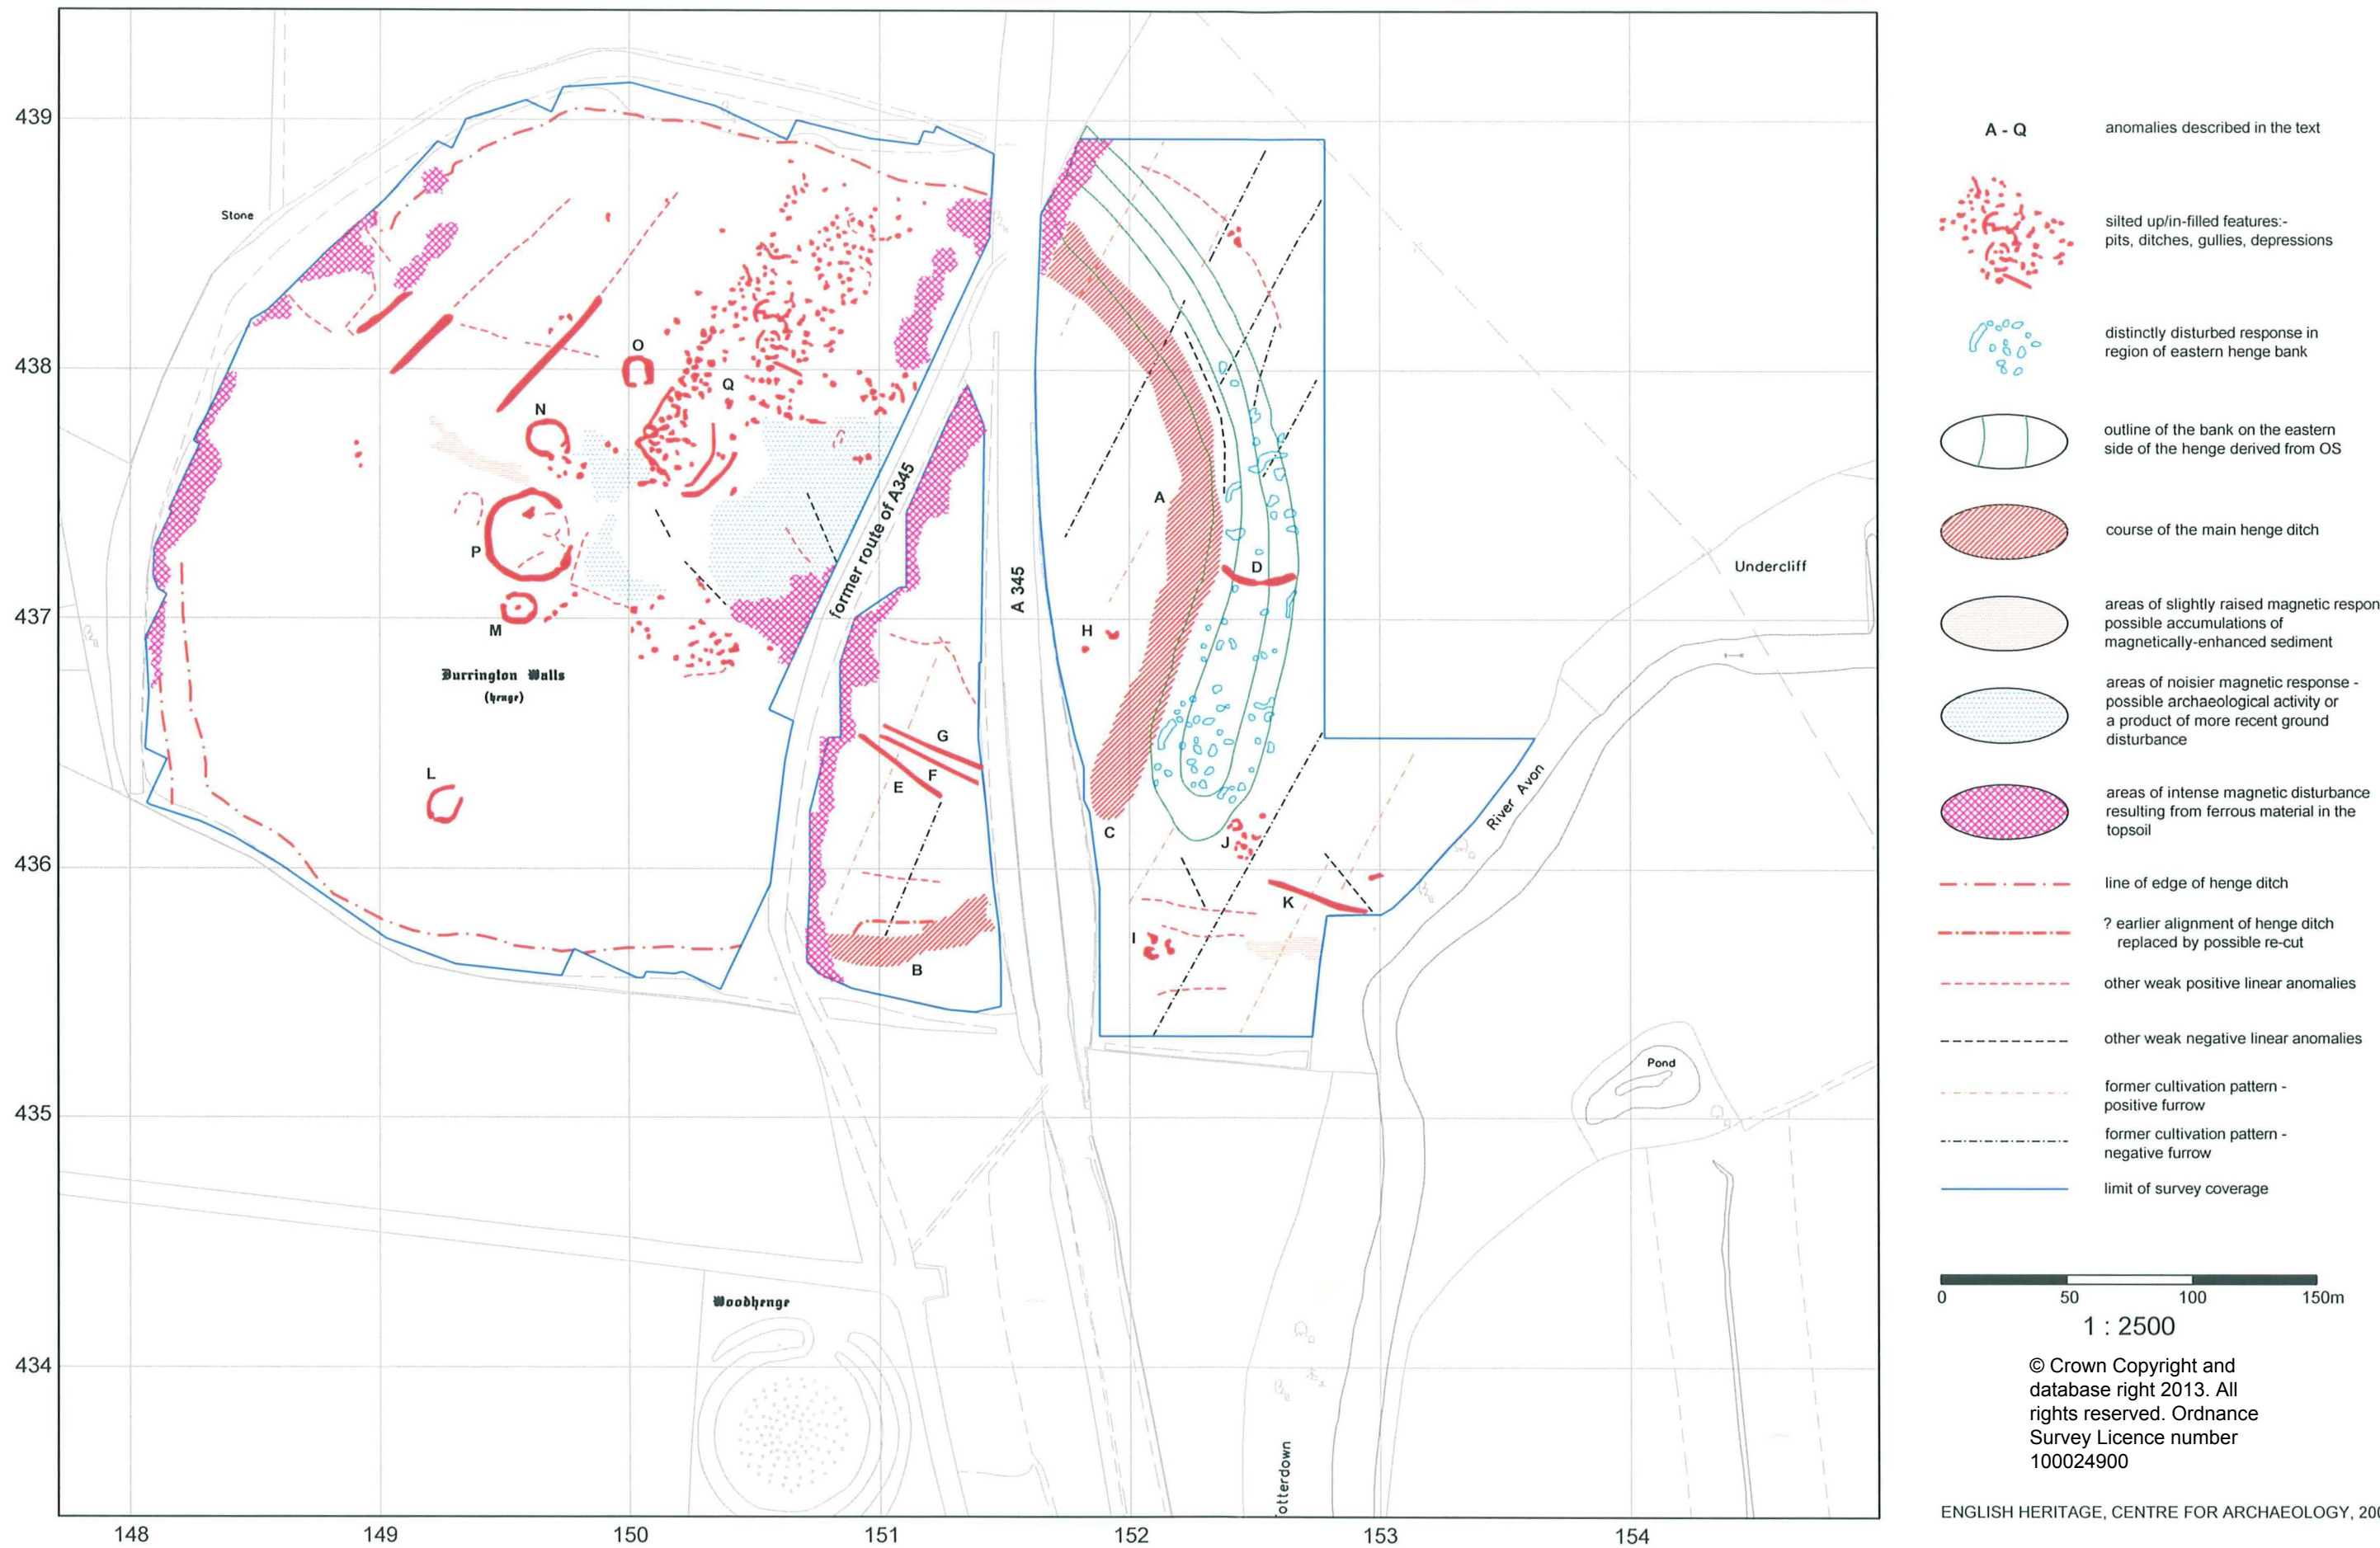 439
438
437
436
435
434
148
149
150
151
152
153
154
Stone
O
Q
N
P
M
L
Durrington Walls
(henge)
former route of A345
A 345
G
F
E
B
A
D
H
C
J
K
I
Undercliff
River Avon
Pond
Woodhenge
otterdown
A - Q
anomalies described in the text
silted up/in-filled features:-
pits, ditches, gullies, depressions
distinctly disturbed response in
region of eastern henge bank
outline of the bank on the eastern
side of the henge derived from OS
course of the main henge ditch
areas of slightly raised magnetic respon
possible accumulations of
magnetically-enhanced sediment
areas of noisier magnetic response -
possible archaeological activity or
a product of more recent ground
disturbance
areas of intense magnetic disturbance
resulting from ferrous material in the
topsoil
line of edge of henge ditch
? earlier alignment of henge ditch
replaced by possible re-cut
other weak positive linear anomalies
other weak negative linear anomalies
former cultivation pattern -
positive furrow
former cultivation pattern -
negative furrow
limit of survey coverage
0 50 100 150m
1 : 2500
© Crown Copyright and
database right 2013. All
rights reserved. Ordnance
Survey Licence number
100024900
ENGLISH HERITAGE, CENTRE FOR ARCHAEOLOGY, 200